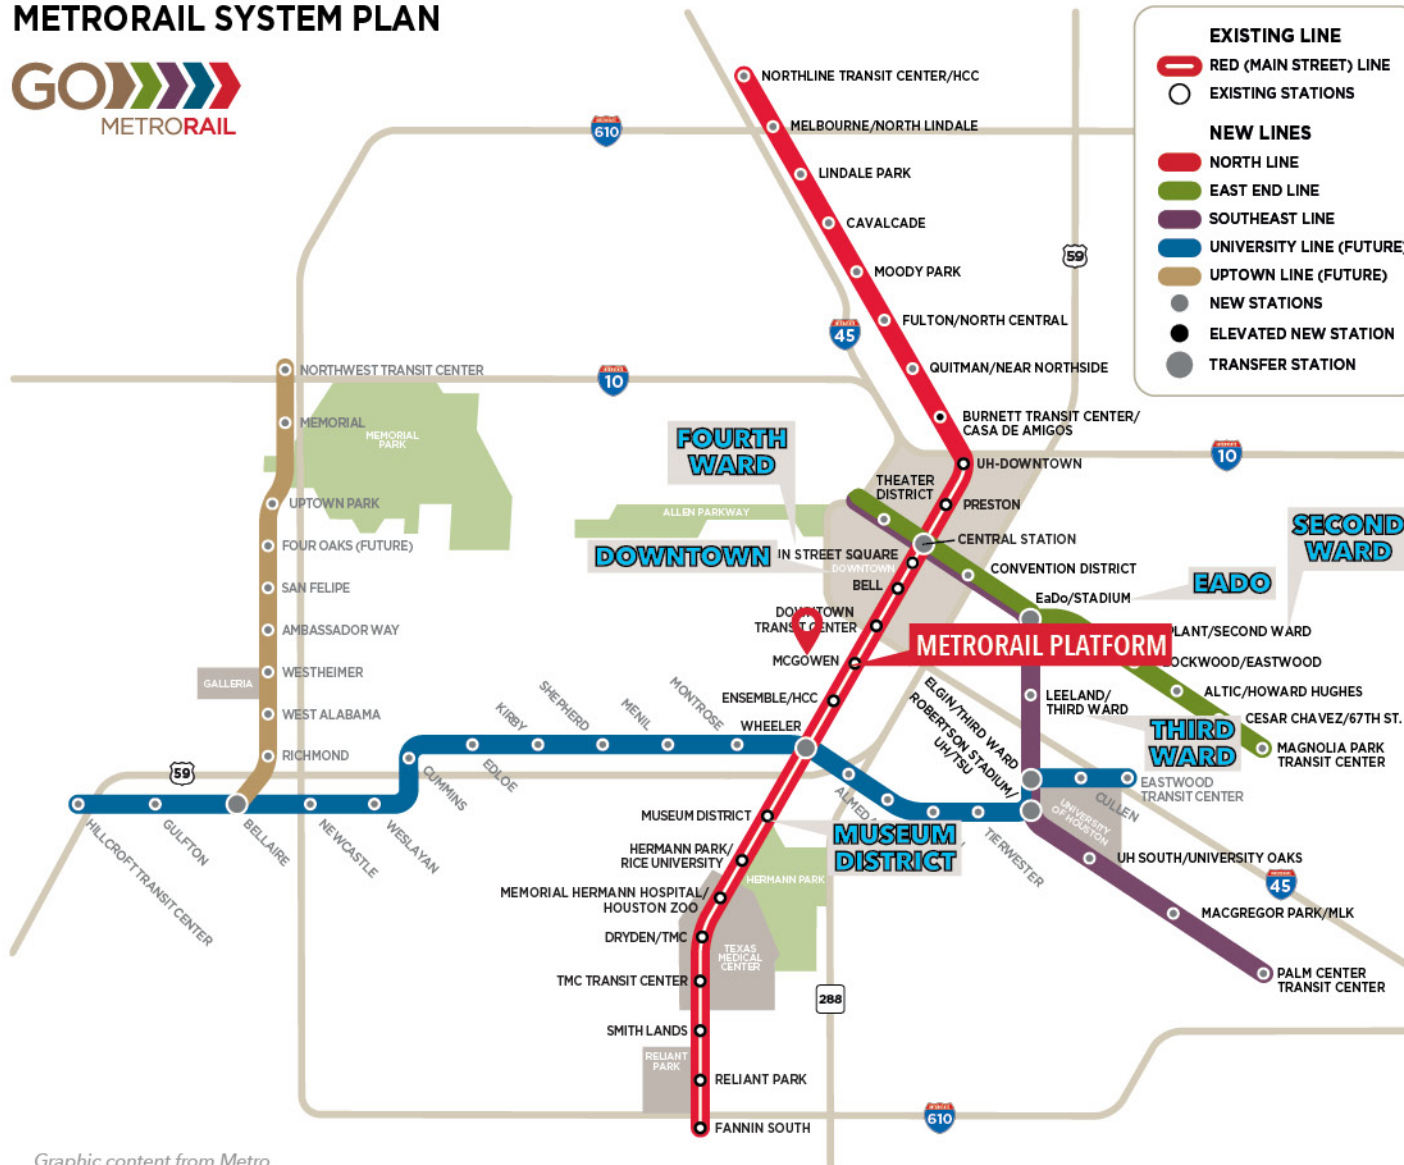 METRORAIL SYSTEM PLAN
GO
METRORAIL
EXISTING LINE
RED (MAIN STREET) LINE
EXISTING STATIONS
NEW LINES
NORTH LINE
EAST END LINE
SOUTHEAST LINE
UNIVERSITY LINE (FUTURE)
UPTOWN LINE (FUTURE)
NEW STATIONS
ELEVATED NEW STATION
TRANSFER STATION
NORTHLINE TRANSIT CENTER/HCC
MELBOURNE/NORTH LINDALE
610
LINDALE PARK
CAVALCADE
59
MOODY PARK
FULTON/NORTH CENTRAL
45
QUITMAN/NEAR NORTHSIDE
NORTHWEST TRANSIT CENTER
10
BURNETT TRANSIT CENTER/
CASA DE AMIGOS
MEMORIAL
MEMORIAL
PARK
FOURTH
WARD
10
UH-DOWNTOWN
THEATER
DISTRICT
PRESTON
UPTOWN PARK
ALLEN PARKWAY
SECOND
WARD
CENTRAL STATION
FOUR OAKS (FUTURE)
DOWNTOWN
IN STREET SQUARE
DOWNTOWN
CONVENTION DISTRICT
BELL
SAN FELIPE
EADO
EaDo/STADIUM
DOWNTOWN
TRANSIT CENTER
AMBASSADOR WAY
PLANT/SECOND WARD
METRORAIL PLATFORM
MCGOWEN
LOCKWOOD/EASTWOOD
WESTHEIMER
GALLERIA
ALTIC/HOWARD HUGHES
LEELAND/
THIRD WARD
ENSEMBLE/HCC
WEST ALABAMA
CESAR CHAVEZ/67TH ST.
THIRD
WARD
MAGNOLIA PARK
TRANSIT CENTER
WHEELER
RICHMOND
KIRBY
SHEPHERD
MENIL
MONTROSE
ELGIN/THIRD WARD
ROBERTSON STADIUM/
UH/TSU
59
CUMMINS
EDLOE
EASTWOOD
TRANSIT CENTER
CULLEN
UNIVERSITY
OF HOUSTON
HILLCROFT TRANSIT CENTER
GULFTON
BELLAIRE
NEWCASTLE
WESLAYAN
TIERWESTER
MUSEUM DISTRICT
MUSEUM
DISTRICT
HERMANN PARK/
RICE UNIVERSITY
UH SOUTH/UNIVERSITY OAKS
HERMANN PARK
45
MEMORIAL HERMANN HOSPITAL/
HOUSTON ZOO
MACGREGOR PARK/MLK
DRYDEN/TMC
TEXAS
MEDICAL
CENTER
TMC TRANSIT CENTER
PALM CENTER
TRANSIT CENTER
288
SMITH LANDS
RELIANT
PARK
RELIANT PARK
610
FANNIN SOUTH
Graphic content from Metro